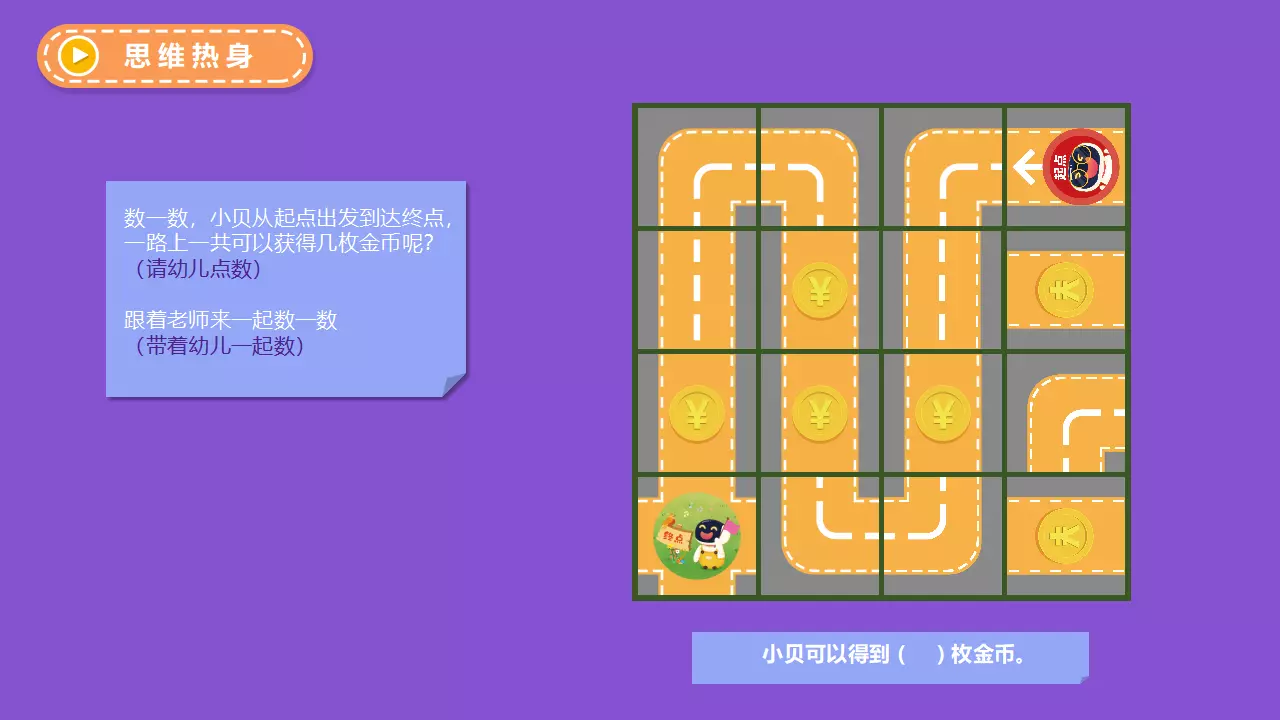 思维热身
数一数，小贝从起点出发到达终点，
一路上一共可以获得几枚金币呢？
（请幼儿点数）
跟着老师来一起数一数
（带着幼儿一起数）
起点
¥
¥
¥
¥
¥
终点
¥
小贝可以得到（ ）枚金币。